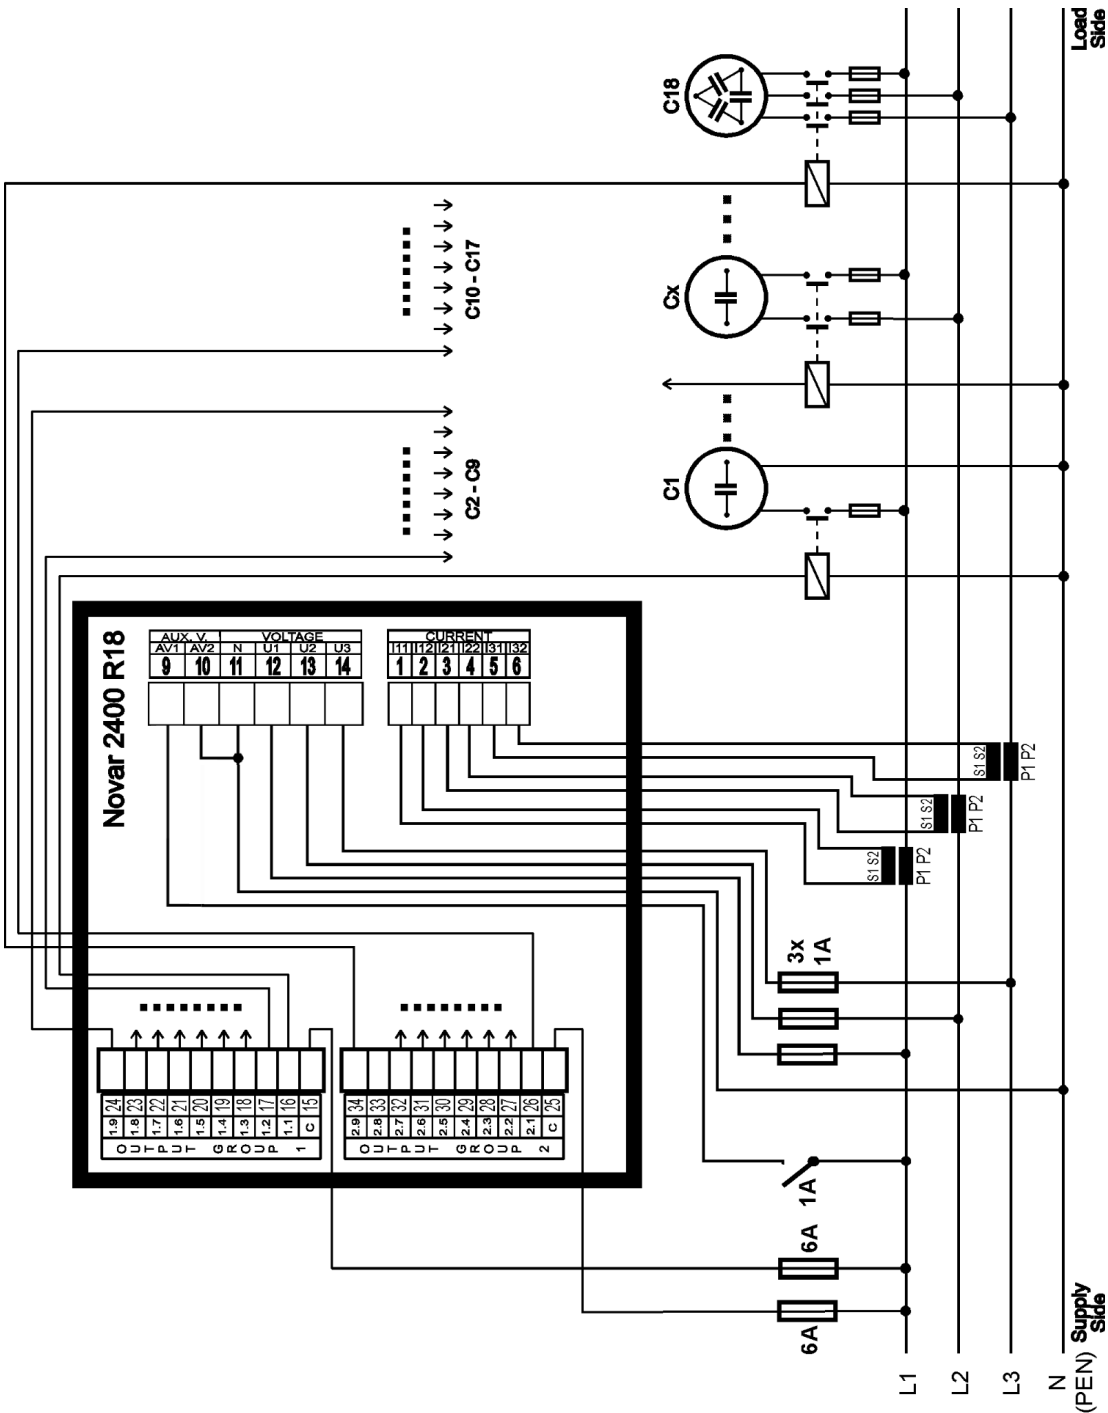 Load
Side
C18
C10 - C17
Cx
C2 - C9
C1
Novar 2400 R18
AUX. V. VOLTAGE
AV1 AV2 N U1 U2 U3
9 10 11 12 13 14
CURRENT
I11 I12 I21 I22 I31 I32
1 2 3 4 5 6
S1 S2
P1 P2
S1 S2
P1 P2
S1 S2
P1 P2
3x
1A
24 23 22 21 20 19 18 17 16 15
1.9 1.8 1.7 1.6 1.5 1.4 1.3 1.2 1.1 C
OUTPUT GROUP 1
34 33 32 31 30 29 28 27 26 25
2.9 2.8 2.7 2.6 2.5 2.4 2.3 2.2 2.1 C
OUTPUT GROUP 2
1A
6A
6A
L1
L2
L3
N
(PEN)
Supply
Side